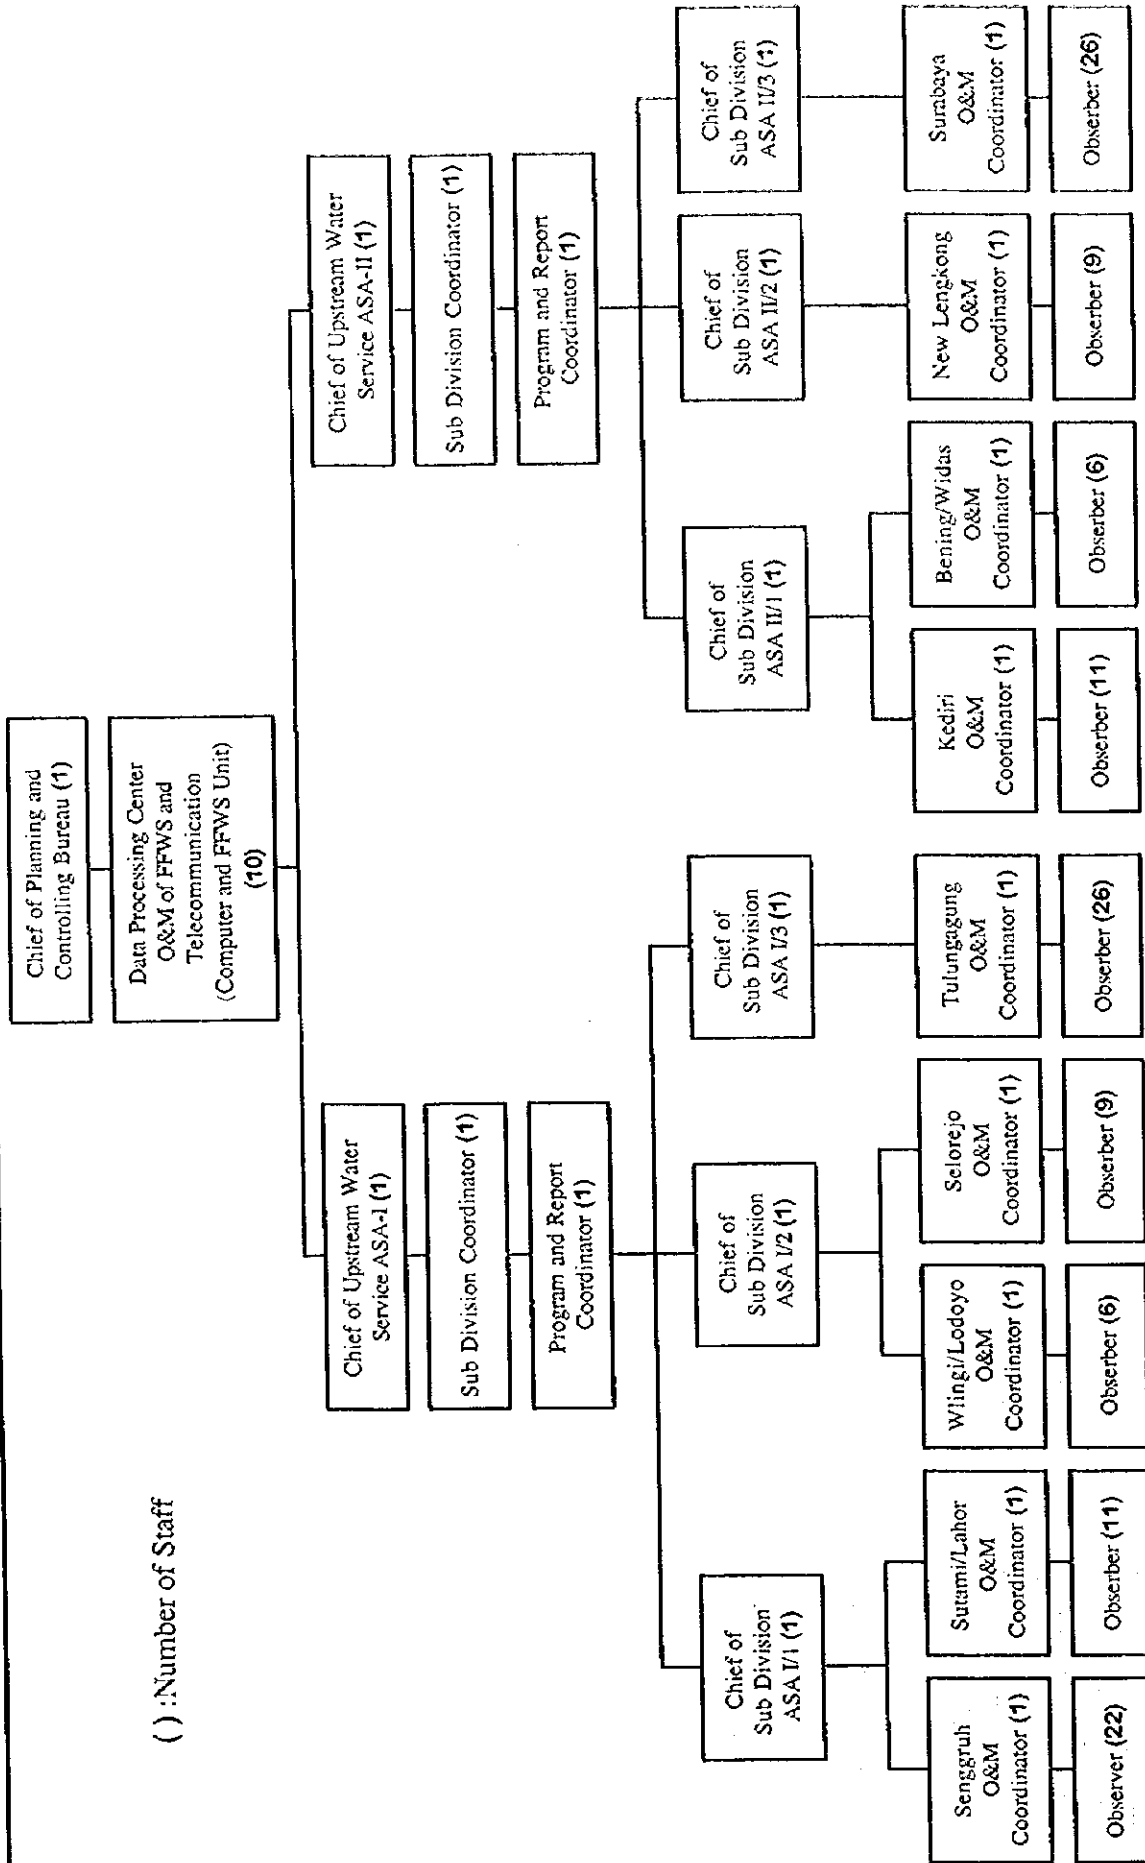 Chief of Planning and
Controlling Bureau (1)
Data Processing Center
O&M of FFWS and
Telecommunication
(Computer and FFWS Unit)
(10)
( ) :Number of Staff
Chief of Upstream Water
Service ASA-I (1)
Sub Division Coordinator (1)
Program and Report
Coordinator (1)
Chief of Upstream Water
Service ASA-II (1)
Sub Division Coordinator (1)
Program and Report
Coordinator (1)
Chief of
Sub Division
ASA I/1 (1)
Chief of
Sub Division
ASA I/2 (1)
Chief of
Sub Division
ASA I/3 (1)
Chief of
Sub Division
ASA II/1 (1)
Chief of
Sub Division
ASA II/2 (1)
Chief of
Sub Division
ASA II/3 (1)
Senggruh
O&M
Coordinator (1)
Sutami/Lahor
O&M
Coordinator (1)
Wlingi/Lodoyo
O&M
Coordinator (1)
Selorejo
O&M
Coordinator (1)
Tulungagung
O&M
Coordinator (1)
Kediri
O&M
Coordinator (1)
Bening/Widas
O&M
Coordinator (1)
New Lengkong
O&M
Coordinator (1)
Surabaya
O&M
Coordinator (1)
Observer (22)
Obserber (11)
Obserber (6)
Obserber (9)
Obserber (26)
Obserber (11)
Obserber (6)
Obserber (9)
Obserber (26)